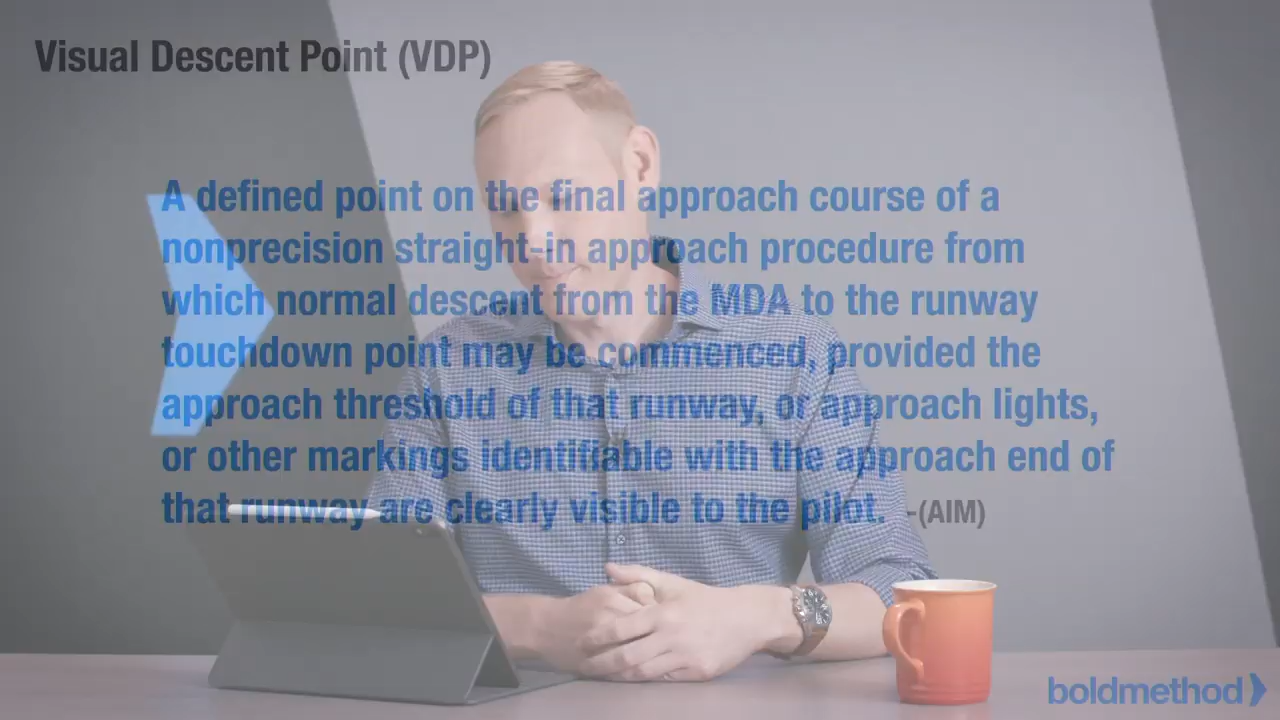 Visual Descent Point (VDP)
A defined point on the final approach course of a
nonprecision straight-in approach procedure from
which normal descent from the MDA to the runway
touchdown point may be commenced, provided the
approach threshold of that runway, or approach lights,
or other markings identifiable with the approach end of
that runway are clearly visible to the pilot. -(AIM)
boldmethod